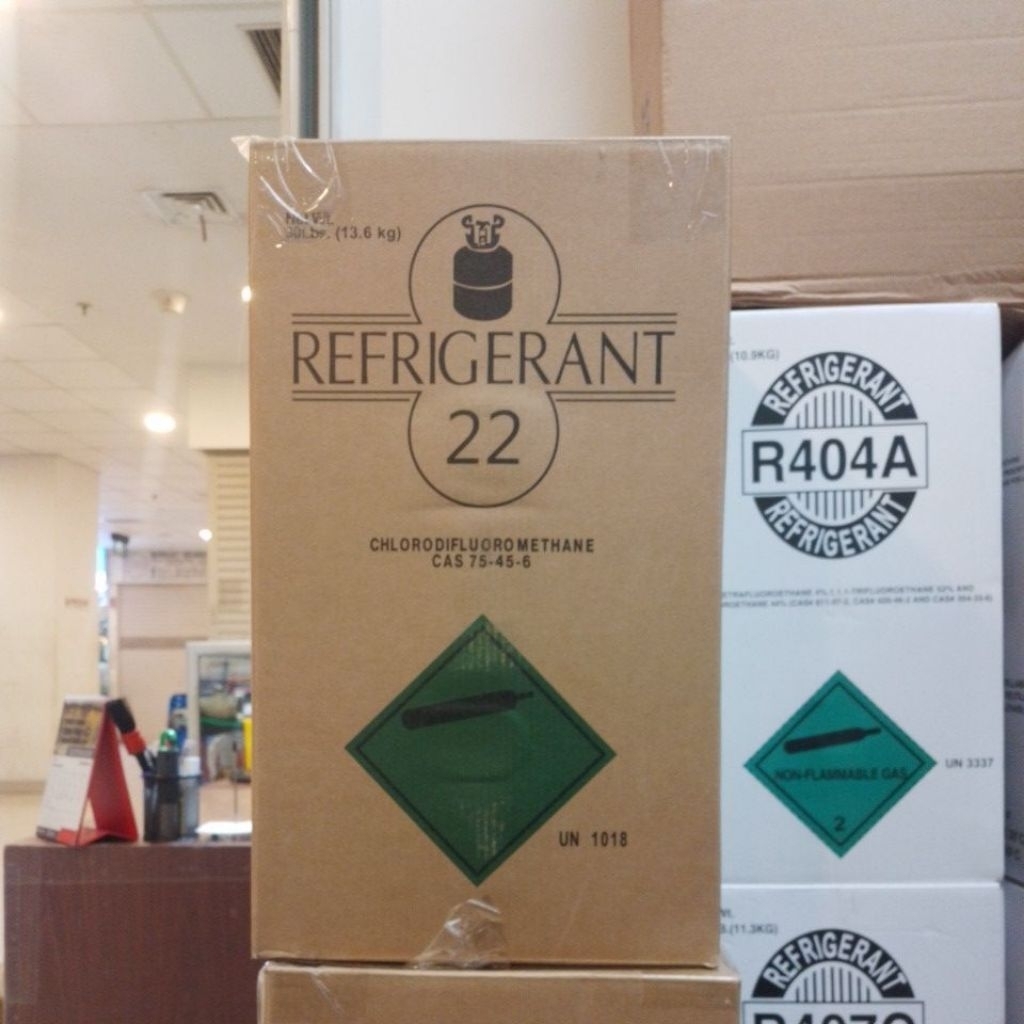 30LBS. (13.6 kg)
REFRIGERANT
22
CHLORODIFLUOROMETHANE
CAS 75-45-6
UN 1018
(10.9KG)
REFRIGERANT
R404A
REFRIGERANT
UN 3337
NON-FLAMMABLE GAS
2
(11.3KG)
REFRIGERANT